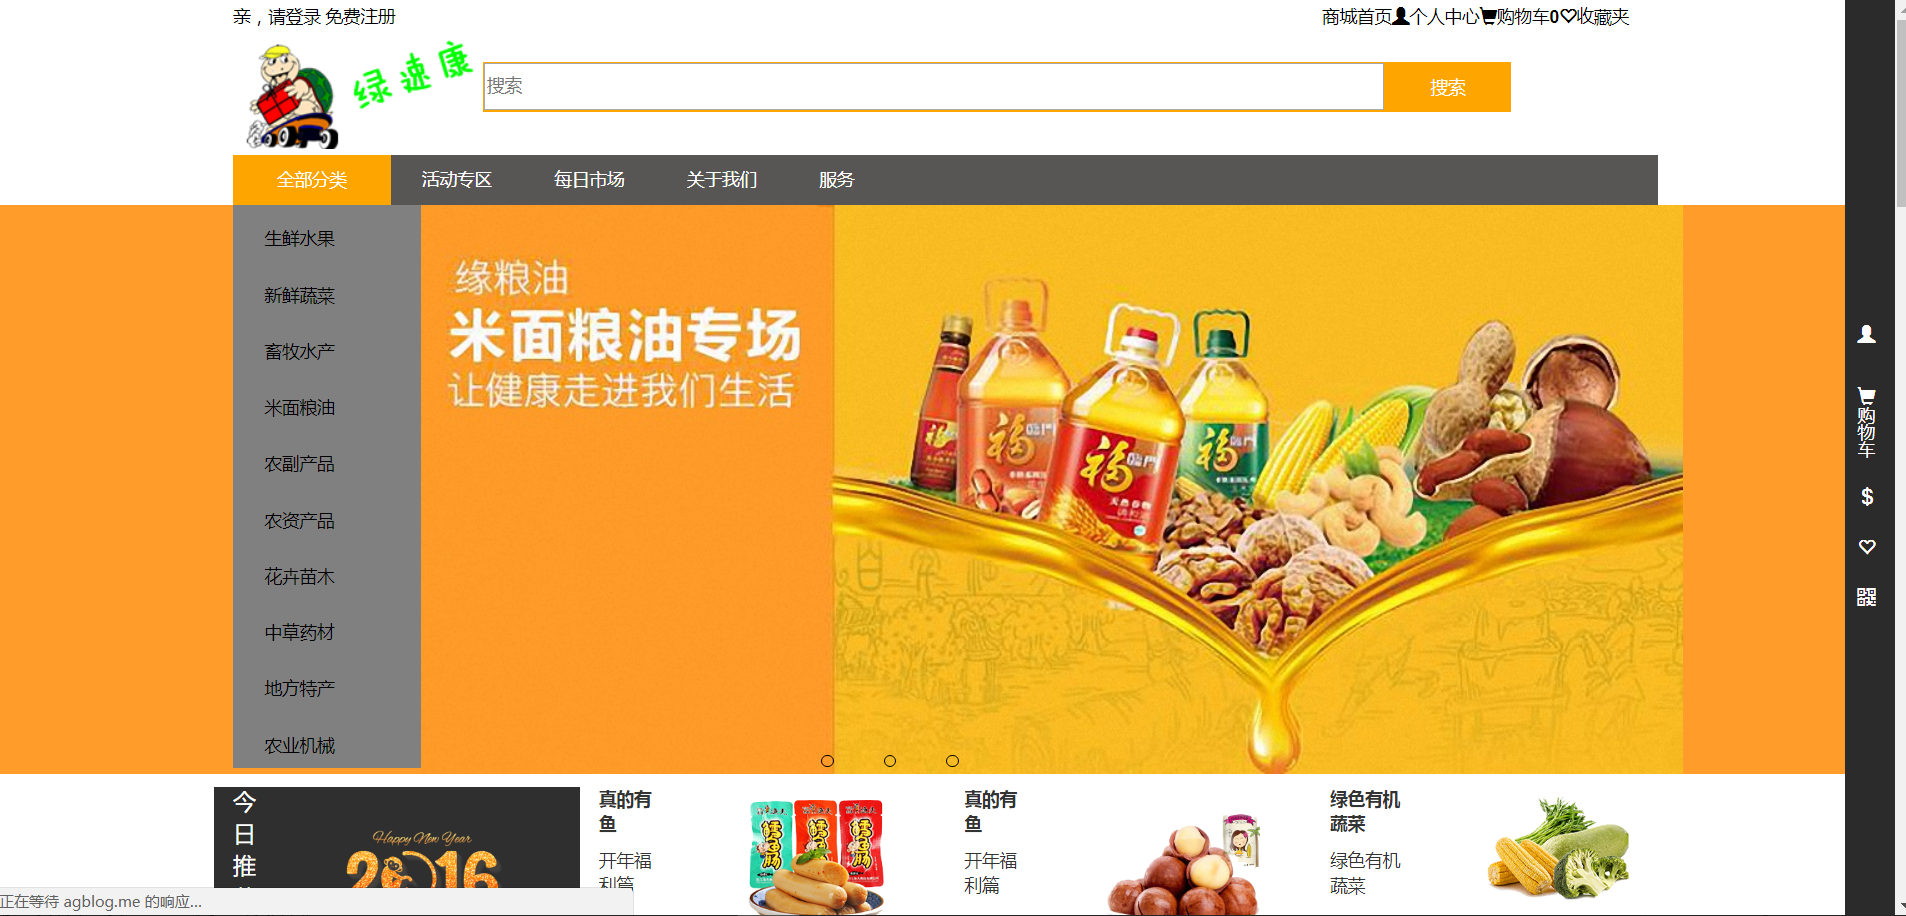 亲，请登录 免费注册
商城首页 个人中心 购物车0 收藏夹
绿速康
搜索
搜索
全部分类 活动专区 每日市场 关于我们 服务
生鲜水果
新鲜蔬菜
畜牧水产
米面粮油
农副产品
农资产品
花卉苗木
中草药材
地方特产
农业机械
缘粮油
米面粮油专场
让健康走进我们生活
福
福
福
福
购物车
$
今日推
Happy New Year
2016
真的有
鱼
开年福
利篇
真的有
鱼
开年福
利篇
绿色有机
蔬菜
绿色有机
蔬菜
正在等待 agblog.me 的响应...